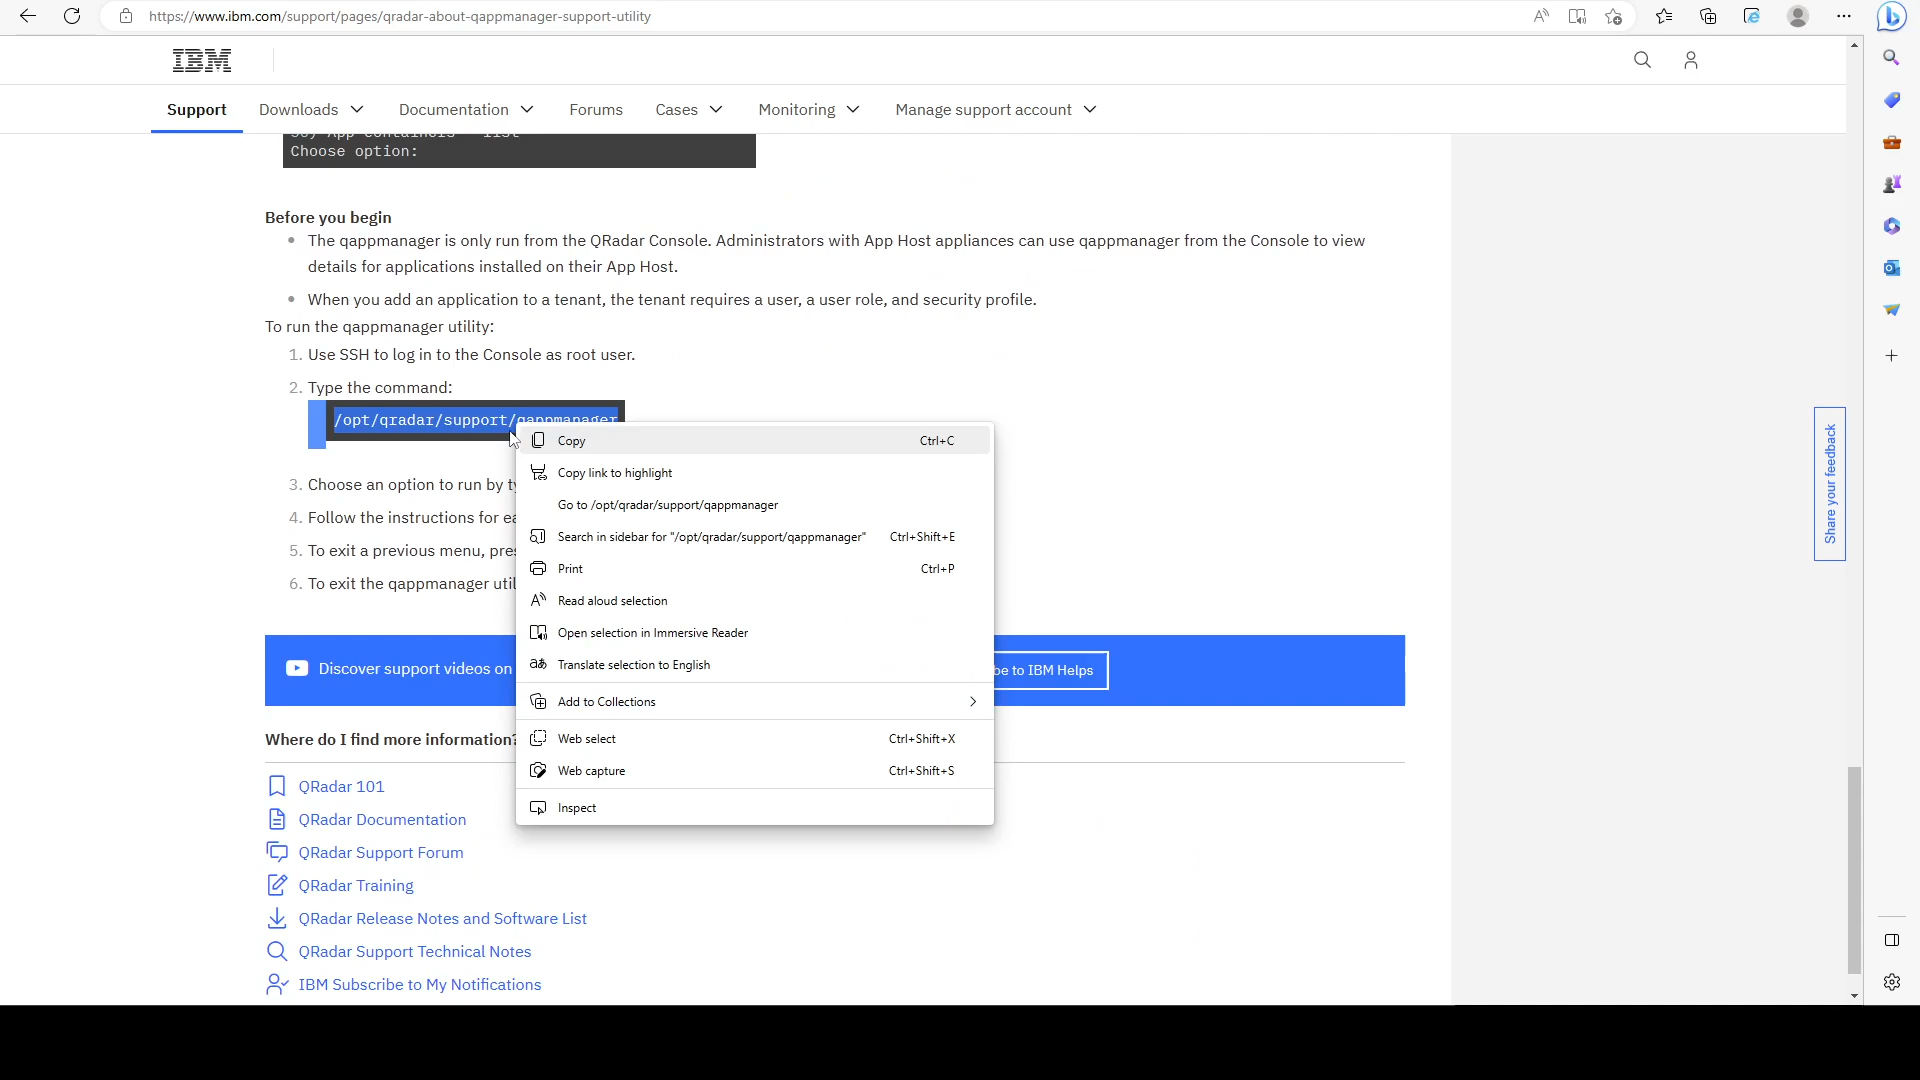 https://www.ibm.com/support/pages/qradar-about-qappmanager-support-utility
IBM
Support
Downloads
Documentation
Forums
Cases
Monitoring
Manage support account
Choose option:
Before you begin
The qappmanager is only run from the QRadar Console. Administrators with App Host appliances can use qappmanager from the Console to view
details for applications installed on their App Host.
When you add an application to a tenant, the tenant requires a user, a user role, and security profile.
To run the qappmanager utility:
1. Use SSH to log in to the Console as root user.
2. Type the command:
/opt/qradar/support/qappmanager
Copy Ctrl+C
Copy link to highlight
Go to /opt/qradar/support/qappmanager
Search in sidebar for "/opt/qradar/support/qappmanager" Ctrl+Shift+E
Print Ctrl+P
Read aloud selection
Open selection in Immersive Reader
Translate selection to English
Add to Collections
Web select Ctrl+Shift+X
Web capture Ctrl+Shift+S
Inspect
3. Choose an option to run by
4. Follow the instructions for
5. To exit a previous menu,
6. To exit the qappmanager
Discover support videos on
be to IBM Helps
Where do I find more information?
QRadar 101
QRadar Documentation
QRadar Support Forum
QRadar Training
QRadar Release Notes and Software List
QRadar Support Technical Notes
IBM Subscribe to My Notifications
Share your feedback